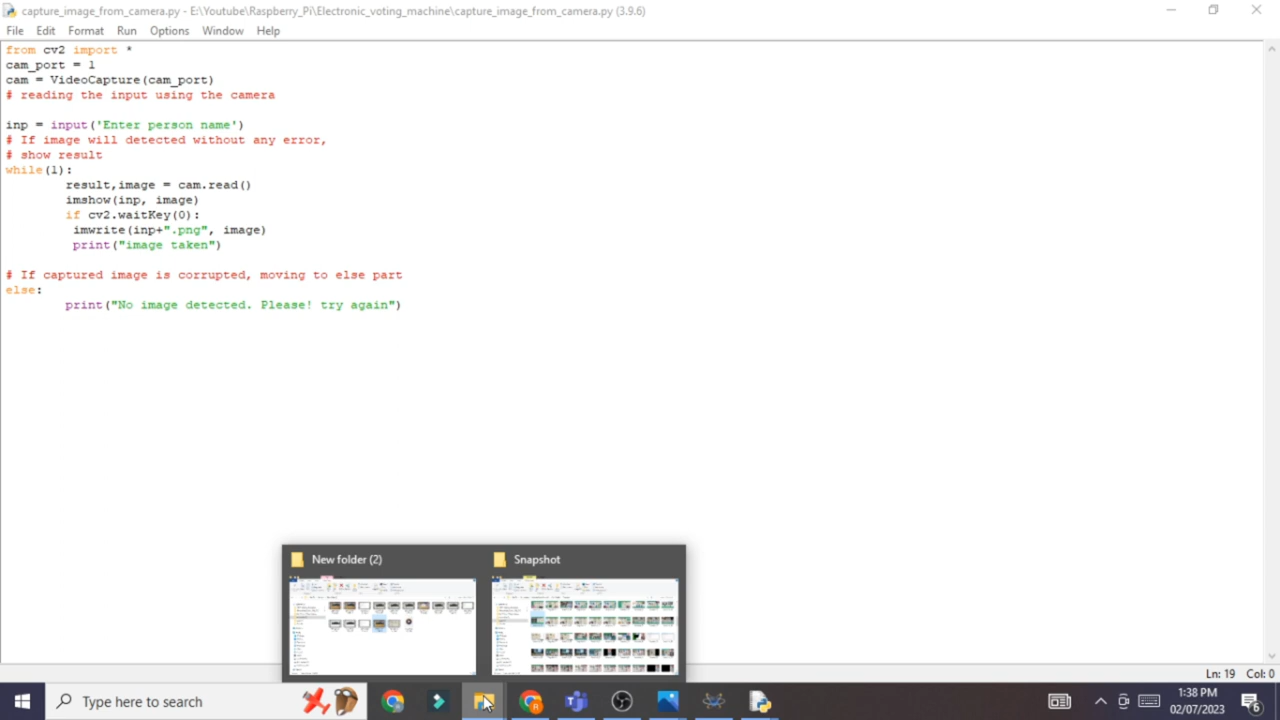 capture_image_from_camera.py - E:\Youtube\Raspberry_Pi\Electronic_voting_machine\capture_image_from_camera.py (3.9.6)
File Edit Format Run Options Window Help
from cv2 import *
cam_port = 1
cam = VideoCapture(cam_port)
# reading the input using the camera
inp = input('Enter person name')
# If image will detected without any error,
# show result
while(1):
result,image = cam.read()
imshow(inp, image)
if cv2.waitKey(0):
imwrite(inp+".png", image)
print("image taken")
# If captured image is corrupted, moving to else part
else:
print("No image detected. Please! try again")
New folder (2) Snapshot
Ln: 19 Col: 0
Type here to search
1:38 PM
02/07/2023
6